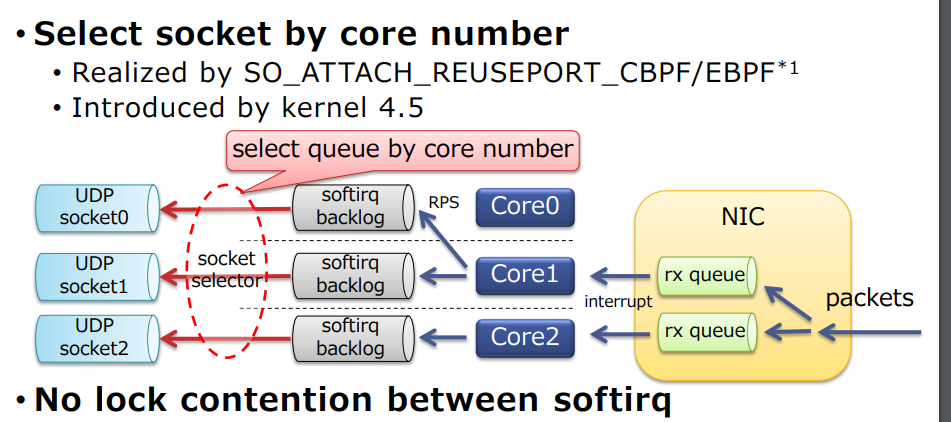 • Select socket by core number
• Realized by SO_ATTACH_REUSEPORT_CBPF/EBPF*1
• Introduced by kernel 4.5
select queue by core number
UDP
socket0
softirq
backlog
RPS
Core0
NIC
UDP
socket1
socket
selector
softirq
backlog
Core1
interrupt
rx queue
packets
UDP
socket2
softirq
backlog
Core2
rx queue
• No lock contention between softirq